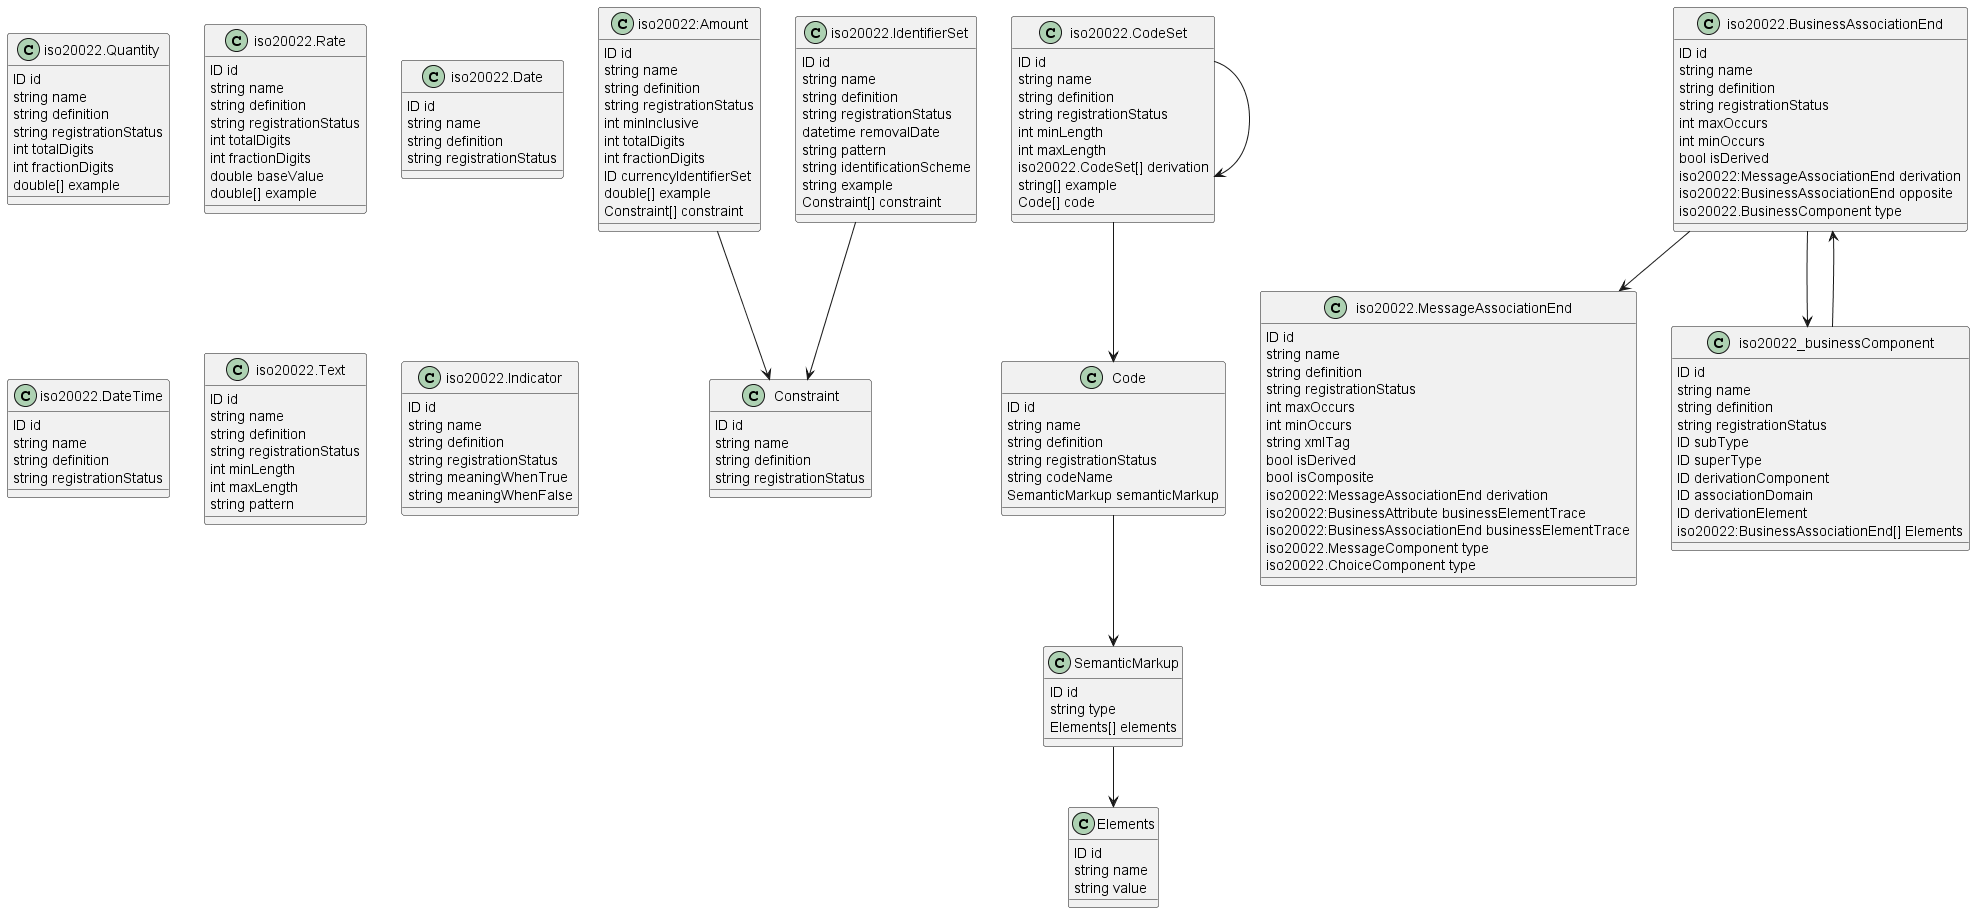 C iso20022.Quantity
ID id
string name
string definition
string registrationStatus
int totalDigits
int fractionDigits
double[] example
C iso20022.Rate
ID id
string name
string definition
string registrationStatus
int totalDigits
int fractionDigits
double baseValue
double[] example
C iso20022.Date
ID id
string name
string definition
string registrationStatus
C iso20022:Amount
ID id
string name
string definition
string registrationStatus
int minInclusive
int totalDigits
int fractionDigits
ID currencyIdentifierSet
double[] example
Constraint[] constraint
C iso20022.IdentifierSet
ID id
string name
string definition
string registrationStatus
datetime removalDate
string pattern
string identificationScheme
string example
Constraint[] constraint
C iso20022.CodeSet
ID id
string name
string definition
string registrationStatus
int minLength
int maxLength
iso20022.CodeSet[] derivation
string[] example
Code[] code
C iso20022.BusinessAssociationEnd
ID id
string name
string definition
string registrationStatus
int maxOccurs
int minOccurs
bool isDerived
iso20022:MessageAssociationEnd derivation
iso20022:BusinessAssociationEnd opposite
iso20022.BusinessComponent type
C iso20022.DateTime
ID id
string name
string definition
string registrationStatus
C iso20022.Text
ID id
string name
string definition
string registrationStatus
int minLength
int maxLength
string pattern
C iso20022.Indicator
ID id
string name
string definition
string registrationStatus
string meaningWhenTrue
string meaningWhenFalse
C Constraint
ID id
string name
string definition
string registrationStatus
C Code
ID id
string name
string definition
string registrationStatus
string codeName
SemanticMarkup semanticMarkup
C iso20022.MessageAssociationEnd
ID id
string name
string definition
string registrationStatus
int maxOccurs
int minOccurs
string xmlTag
bool isDerived
bool isComposite
iso20022:MessageAssociationEnd derivation
iso20022:BusinessAttribute businessElementTrace
iso20022:BusinessAssociationEnd businessElementTrace
iso20022.MessageComponent type
iso20022.ChoiceComponent type
C iso20022_businessComponent
ID id
string name
string definition
string registrationStatus
ID subType
ID superType
ID derivationComponent
ID associationDomain
ID derivationElement
iso20022:BusinessAssociationEnd[] Elements
C SemanticMarkup
ID id
string type
Elements[] elements
C Elements
ID id
string name
string value